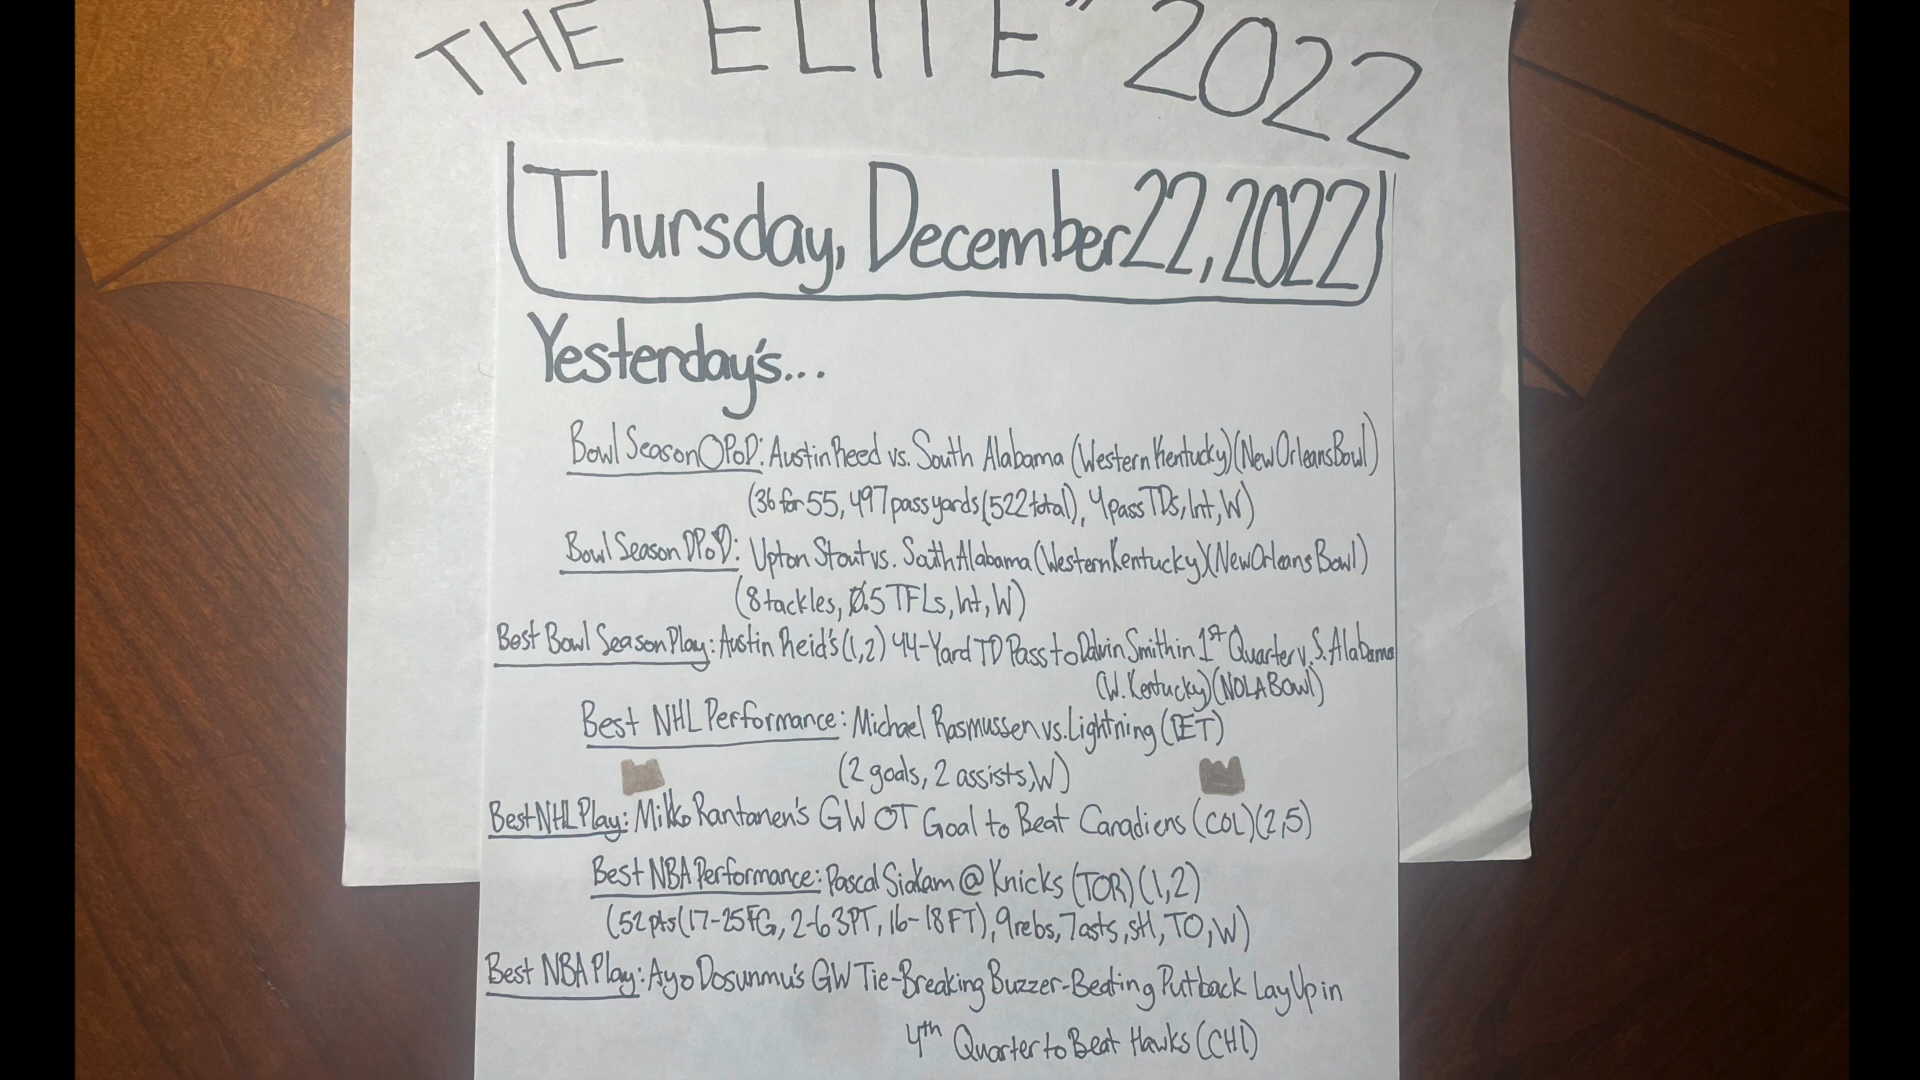 THE "ELITE" 2022
Thursday, December 22, 2022
Yesterday's...
Bowl Season OPoD: Austin Reed vs. South Alabama (Western Kentucky) (New Orleans Bowl)
(36 for 55, 497 pass yards (522 total), 4 pass TDs, Int, W)
Bowl Season DPoD: Upton Stout vs. South Alabama (Western Kentucky) (New Orleans Bowl)
(8 tackles, 0.5 TFLs, Int, W)
Best Bowl Season Play: Austin Reid's (1,2) 44-Yard TD Pass to Dalvin Smith in 1st Quarter v. S. Alabama
(W. Kentucky) (NOLA Bowl)
Best NHL Performance: Michael Rasmussen vs. Lightning (DET)
(2 goals, 2 assists, W)
Best NHL Play: Mikko Rantanen's GW OT Goal to Beat Canadiens (COL) (2,5)
Best NBA Performance: Pascal Siakam @ Knicks (TOR) (1,2)
(52 pts (17-25 FG, 2-6 3PT, 16-18 FT), 9 rebs, 7 asts, stl, TO, W)
Best NBA Play: Ayo Dosunmu's GW Tie-Breaking Buzzer-Beating Putback Lay Up in
4th Quarter to Beat Hawks (CHI)